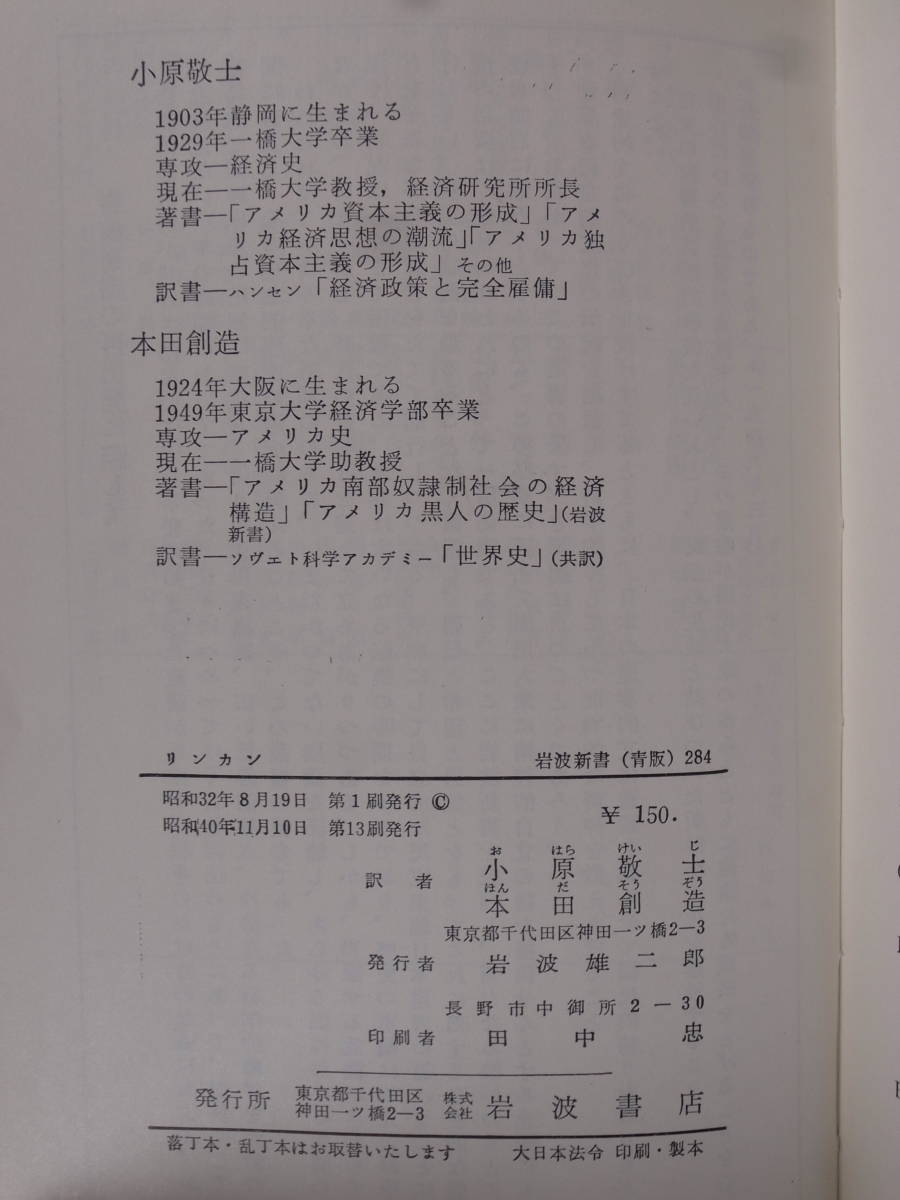 小原敬士
1903年静岡に生まれる
1929年一橋大学卒業
専攻―経済史
現在―一橋大学教授，経済研究所所長
著書―「アメリカ資本主義の形成」「アメ
リカ経済思想の潮流」「アメリカ独
占資本主義の形成」その他
訳書―ハンセン「経済政策と完全雇傭」
本田創造
1924年大阪に生まれる
1949年東京大学経済学部卒業
専攻―アメリカ史
現在―一橋大学助教授
著書―「アメリカ南部奴隷制社会の経済
構造」「アメリカ黒人の歴史」（岩波
新書）
訳書―ソヴェト科学アカデミー「世界史」（共訳）
リンカン 岩波新書（青版）284
昭和32年8月19日 第1刷発行 ©
昭和40年11月10日 第13刷発行
¥ 150.
お はら けい じ
訳者 小原敬士
ほん だ そう ぞう
本田創造
東京都千代田区神田一ツ橋2―3
発行者 岩波雄二郎
長野市中御所2―30
印刷者 田中忠
発行所 東京都千代田区神田一ツ橋2―3 株式会社 岩波書店
落丁本・乱丁本はお取替いたします 大日本法令 印刷・製本